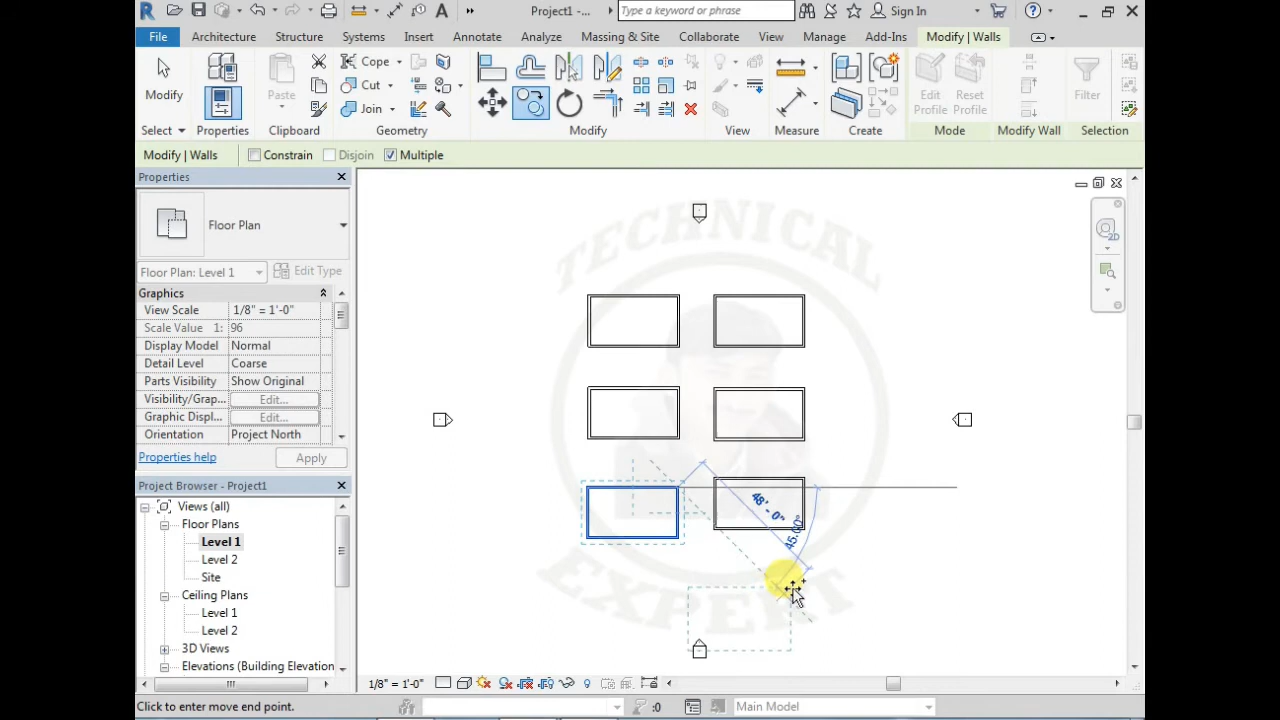 Project1 -...
Type a keyword or phrase
Sign In
File
Architecture
Structure
Systems
Insert
Annotate
Analyze
Massing & Site
Collaborate
View
Manage
Add-Ins
Modify | Walls
Modify
Paste
Cope
Cut
Join
Edit Profile
Reset Profile
Filter
Select
Properties
Clipboard
Geometry
Modify
View
Measure
Create
Mode
Modify Wall
Selection
Modify | Walls
Constrain
Disjoin
Multiple
Properties
Floor Plan
Floor Plan: Level 1
Edit Type
Graphics
View Scale 1/8" = 1'-0"
Scale Value 1: 96
Display Model Normal
Detail Level Coarse
Parts Visibility Show Original
Visibility/Grap... Edit...
Graphic Displ... Edit...
Orientation Project North
Properties help
Apply
Project Browser - Project1
Views (all)
Floor Plans
Level 1
Level 2
Site
Ceiling Plans
Level 1
Level 2
3D Views
Elevations (Building Elevation
2D
TECHNICAL
EXPERT
48' - 0"
45.00°
1/8" = 1'-0"
Click to enter move end point.
:0
Main Model